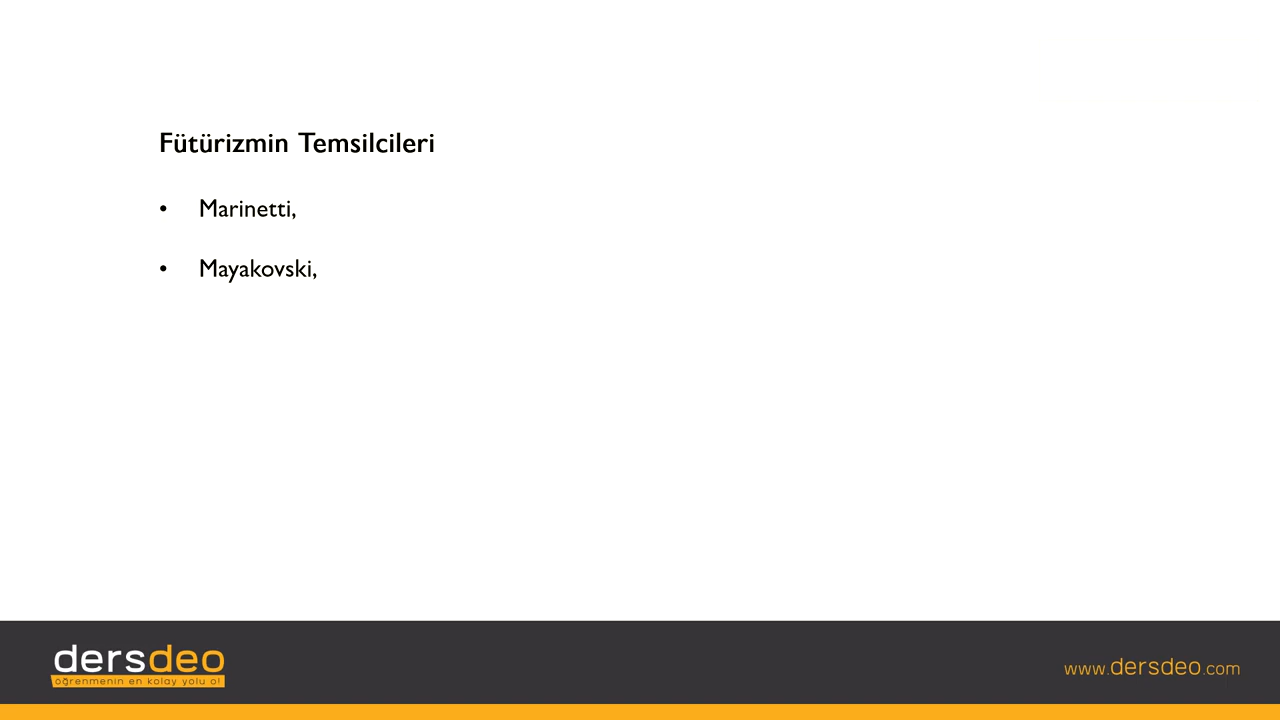 Fütürizmin Temsilcileri
• Marinetti,
• Mayakovski,
dersdeo
öğrenmenin en kolay yolu o!
www.dersdeo.com